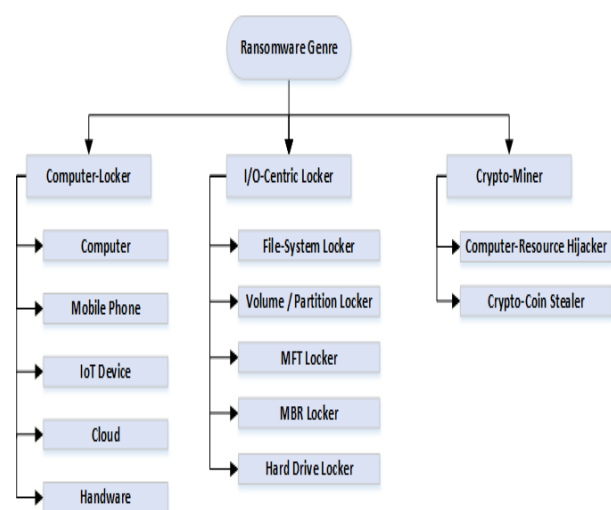 Ransomware Genre
Computer-Locker
Computer
Mobile Phone
IoT Device
Cloud
Handware
I/O-Centric Locker
File-System Locker
Volume / Partition Locker
MFT Locker
MBR Locker
Hard Drive Locker
Crypto-Miner
Computer-Resource Hijacker
Crypto-Coin Stealer